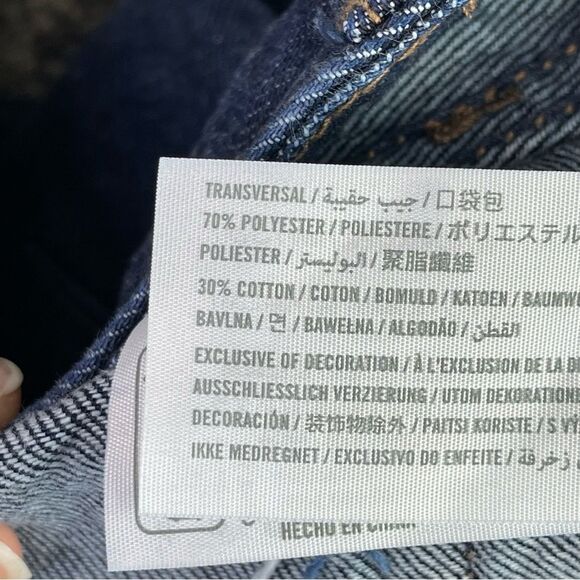 TRANSVERSAL / جيب حقيبة / 口袋包
70% POLYESTER / POLIESTERE / ポリエステル
POLIESTER / البوليستر / 聚脂纖維
30% COTTON / COTON / BOMULD / KATOEN / BAUMW
BAVLNA / 면 / BAWEŁNA / ALGODÃO / القطن
EXCLUSIVE OF DECORATION / À L'EXCLUSION DE LA D
AUSSCHLIESSLICH VERZIERUNG / UTOM DEKORATIONS
DECORACIÓN / 装饰物除外 / PAITSI KORISTE / S VÝ
IKKE MEDREGNET / EXCLUSIVO DO ENFEITE / زخرفة
HECHO EN CHINA